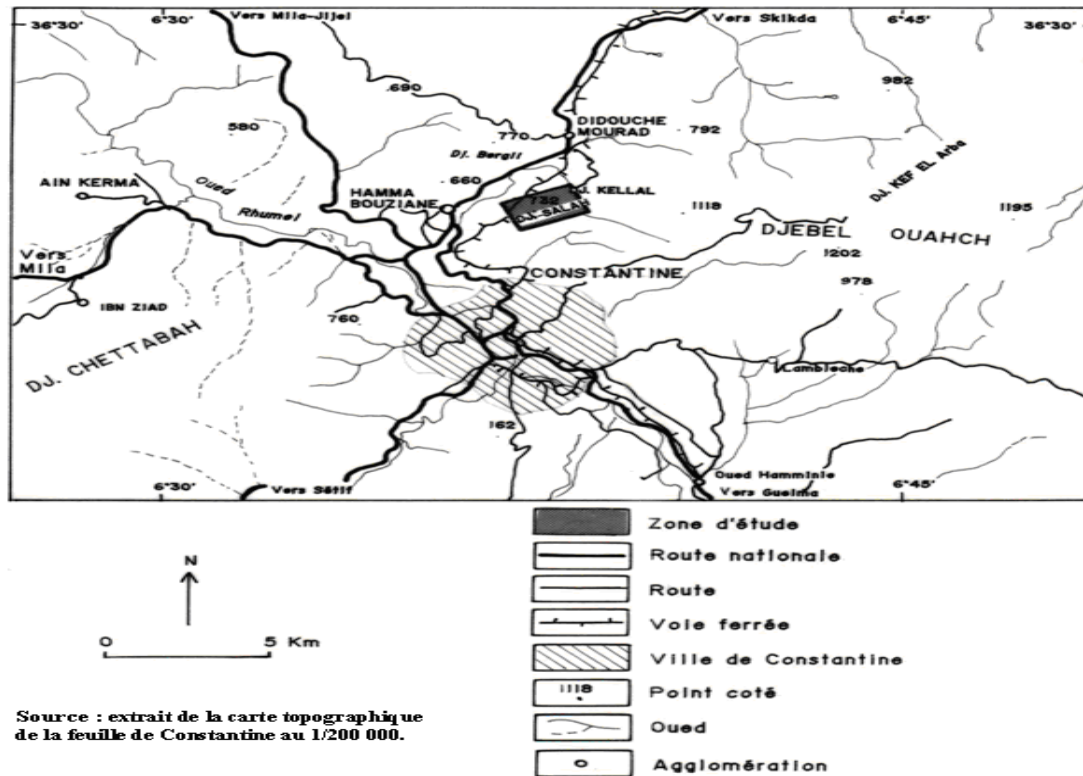 36°30' 6°30' 6°45' 36°30'
Vers Mila-Jijel
Vers Skikda
982
690
580
770
DIDOUCHE
MOURAD
792
Dj. Bergli
DJ. KEF EL Arba
AIN KERMA
Oued
Rhumel
HAMMA
BOUZIANE
660
J. KELLAL
732
DJ. SALAH
1118
1195
DJEBEL OUAHCH
1202
Vers
Mila
CONSTANTINE
978
IBN ZIAD
760
DJ. CHETTABAH
Lambleche
162
Oued Hamminie
6°30' 6°45'
Vers Sétif
Vers Guelma
Zone d'étude
Route nationale
Route
Voie ferrée
Ville de Constantine
1118
Point coté
Oued
Agglomération
N
0 5 Km
Source : extrait de la carte topographique
de la feuille de Constantine au 1/200 000.